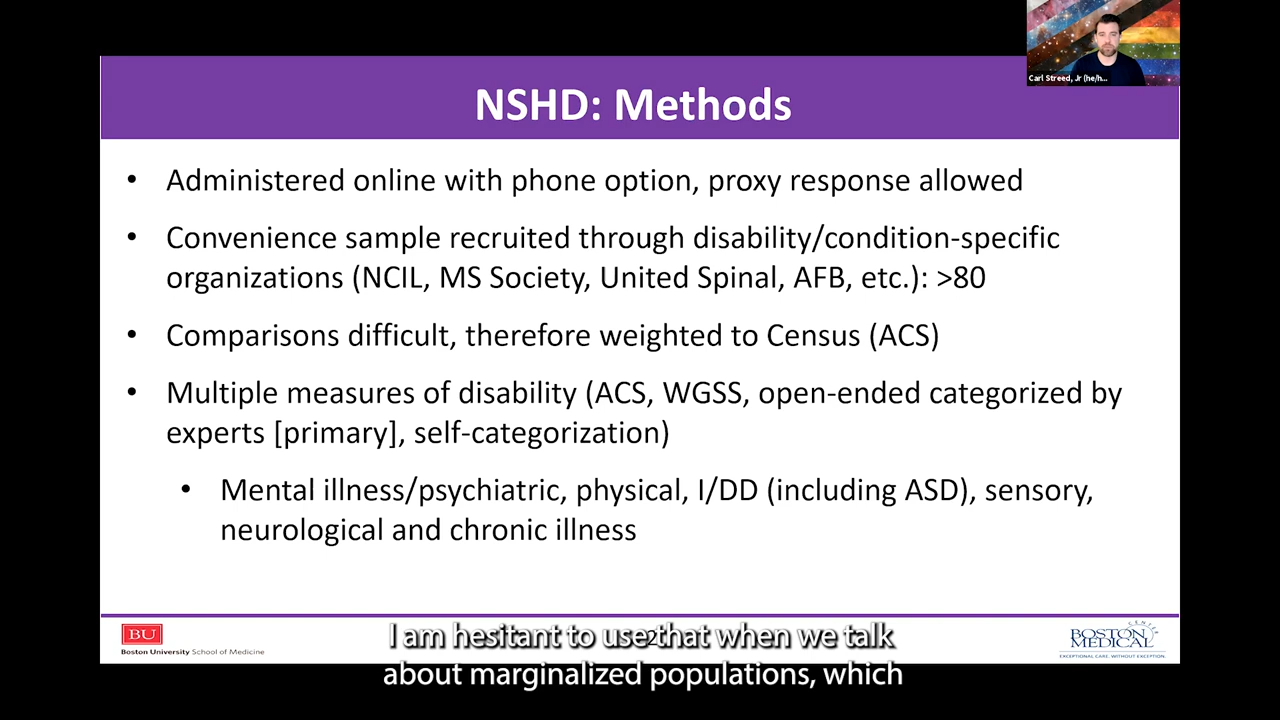 Carl Streed, Jr (he/h...
NSHD: Methods
• Administered online with phone option, proxy response allowed
• Convenience sample recruited through disability/condition-specific
organizations (NCIL, MS Society, United Spinal, AFB, etc.): >80
• Comparisons difficult, therefore weighted to Census (ACS)
• Multiple measures of disability (ACS, WGSS, open-ended categorized by
experts [primary], self-categorization)
• Mental illness/psychiatric, physical, I/DD (including ASD), sensory,
neurological and chronic illness
BU
Boston University School of Medicine
BOSTON
MEDICAL
CENTER
EXCEPTIONAL CARE. WITHOUT EXCEPTION.
I am hesitant to use that when we talk
about marginalized populations, which